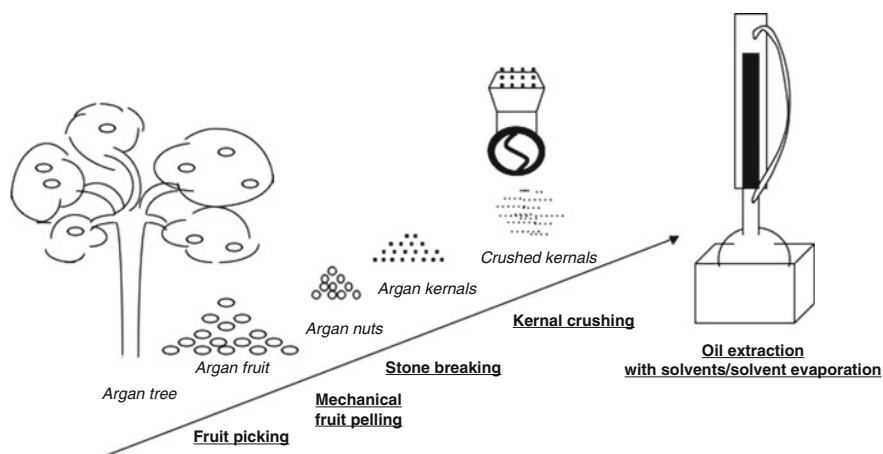 Argan tree
Argan fruit
Argan nuts
Argan kernals
Crushed kernals
Fruit picking
Mechanical
fruit pelling
Stone breaking
Kernal crushing
Oil extraction
with solvents/solvent evaporation